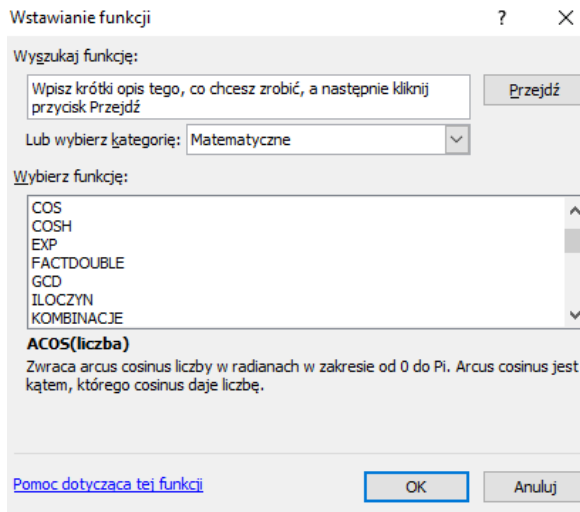 Wstawianie funkcji ? ×
Wyszukaj funkcję:
Wpisz krótki opis tego, co chcesz zrobić, a następnie kliknij
przycisk Przejdź
Przejdź
Lub wybierz kategorię: Matematyczne
Wybierz funkcję:
COS
COSH
EXP
FACTDOUBLE
GCD
ILOCZYN
KOMBINACJE
ACOS(liczba)
Zwraca arcus cosinus liczby w radianach w zakresie od 0 do Pi. Arcus cosinus jest
kątem, którego cosinus daje liczbę.
Pomoc dotycząca tej funkcji
OK
Anuluj